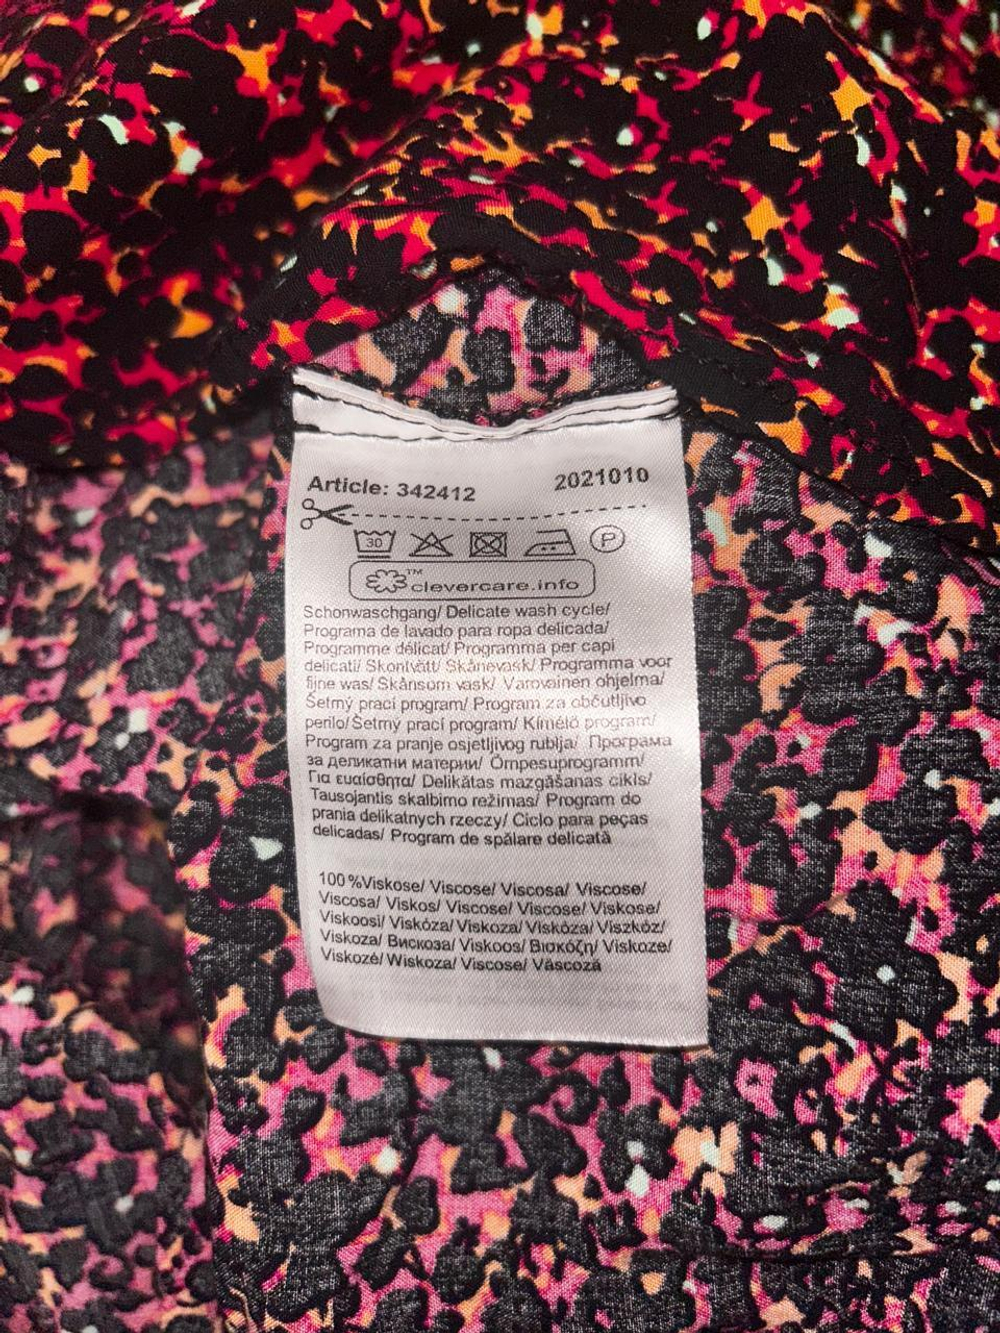 Article: 342412 2021010
30 P
clevercare.info™
Schonwaschgang/ Delicate wash cycle/
Programa de lavado para ropa delicada/
Programme délicat/ Programma per capi
delicati/ Skontvätt/ Skånevask/ Programma voor
fijne was/ Skånsom vask/ Varovainen ohjelma/
Šetrný prací program/ Program za občutljivo
perilo/ Šetrný prací program/ Kímélő program/
Program za pranje osjetljivog rublja/ Програма
за деликатни материи/ Õrnpesuprogramm/
Για ευαίσθητα/ Delikātas mazgāšanas cikls/
Tausojantis skalbimo režimas/ Program do
prania delikatnych rzeczy/ Ciclo para peças
delicadas/ Program de spălare delicată
100%Viskose/ Viscose/ Viscosa/ Viscose/
Viscosa/ Viskos/ Viscose/ Viscose/ Viskose/
Viskoosi/ Viskóza/ Viskoza/ Viskóza/ Viszkóz/
Viskoza/ Вискоза/ Viskoos/ Βισκόζη/ Viskoze/
Viskozė/ Wiskoza/ Viscose/ Vâscoză